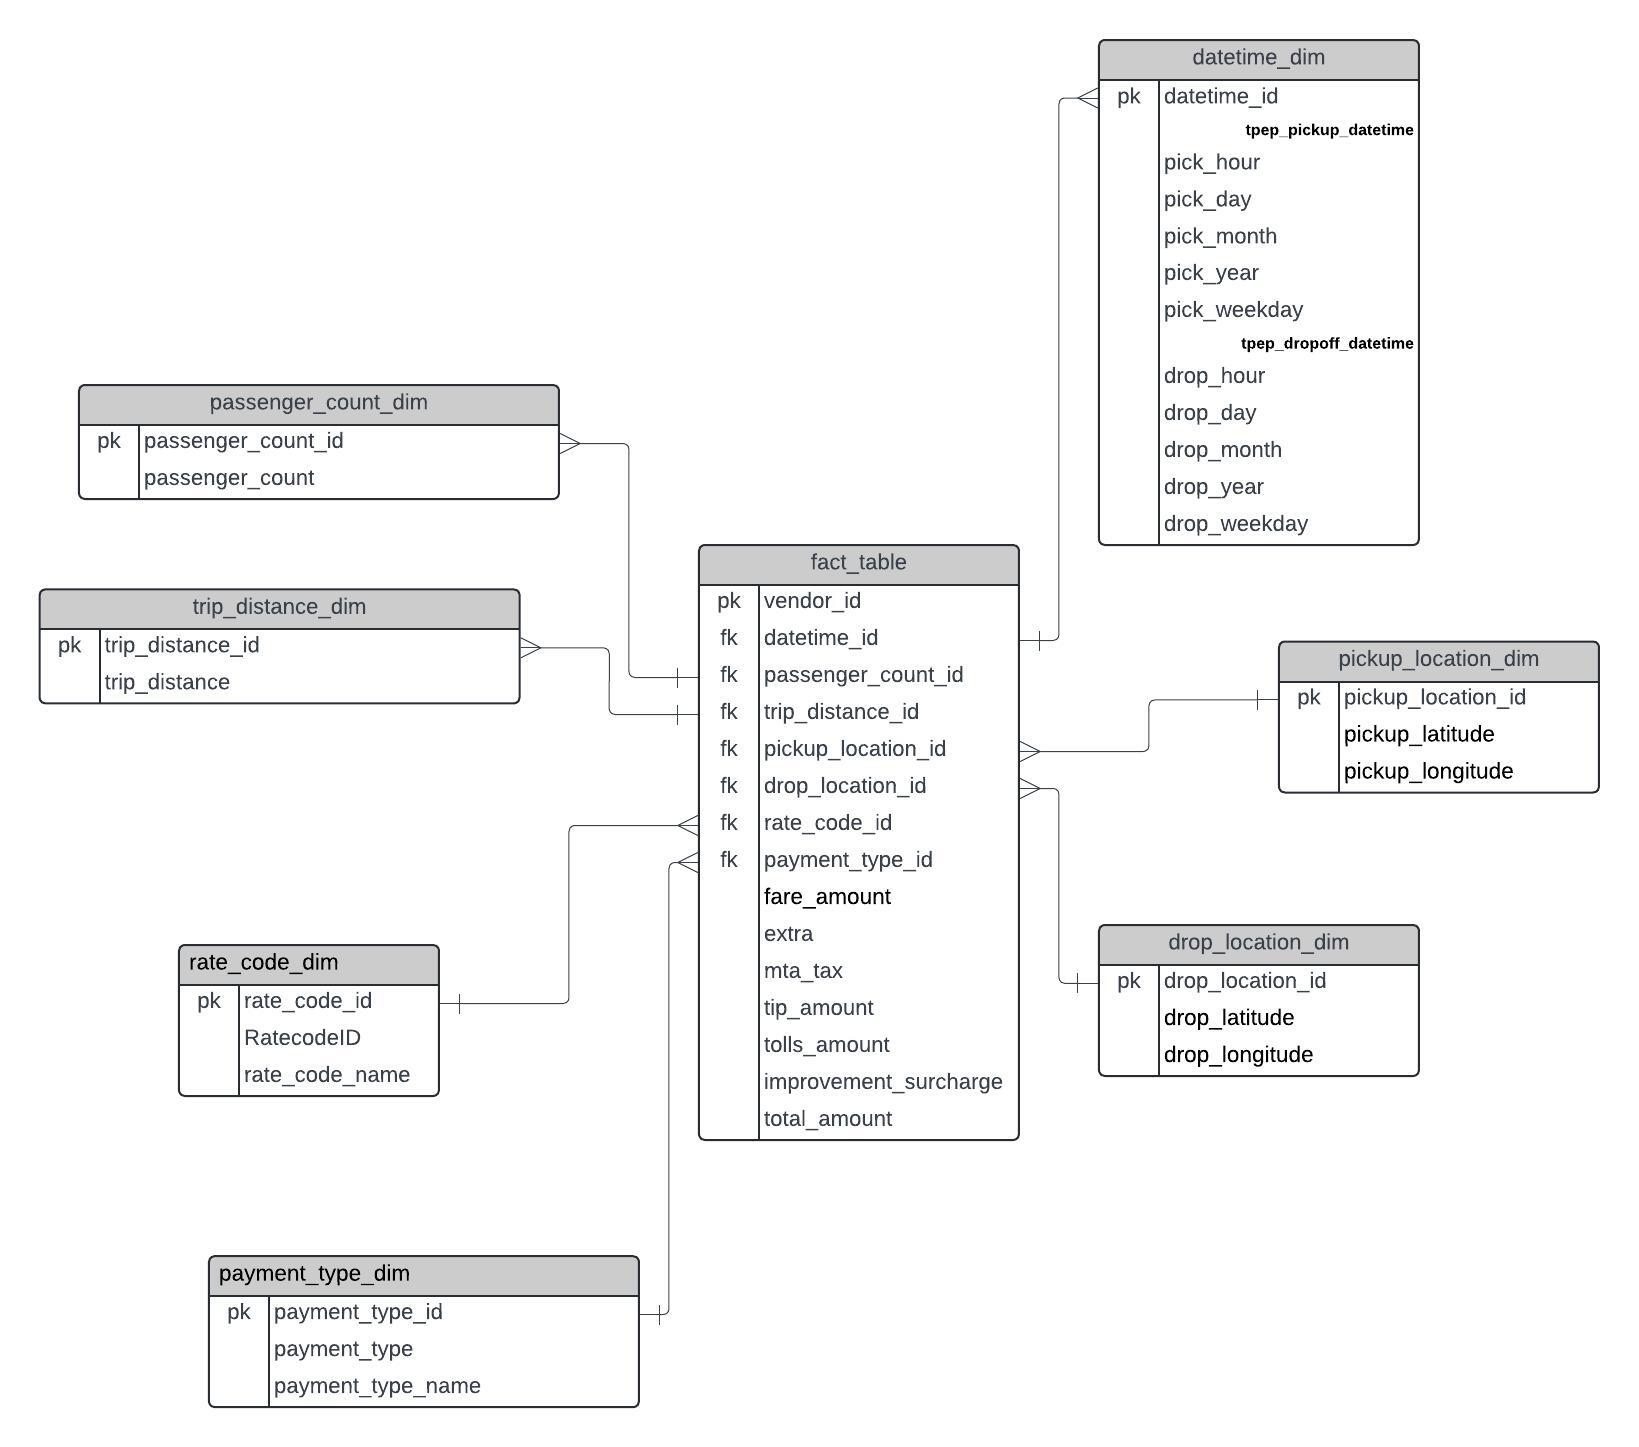 datetime_dim
pk datetime_id
tpep_pickup_datetime
pick_hour
pick_day
pick_month
pick_year
pick_weekday
tpep_dropoff_datetime
drop_hour
drop_day
drop_month
drop_year
drop_weekday
passenger_count_dim
pk passenger_count_id
passenger_count
trip_distance_dim
pk trip_distance_id
trip_distance
fact_table
pk vendor_id
fk datetime_id
fk passenger_count_id
fk trip_distance_id
fk pickup_location_id
fk drop_location_id
fk rate_code_id
fk payment_type_id
fare_amount
extra
mta_tax
tip_amount
tolls_amount
improvement_surcharge
total_amount
pickup_location_dim
pk pickup_location_id
pickup_latitude
pickup_longitude
drop_location_dim
pk drop_location_id
drop_latitude
drop_longitude
rate_code_dim
pk rate_code_id
RatecodeID
rate_code_name
payment_type_dim
pk payment_type_id
payment_type
payment_type_name